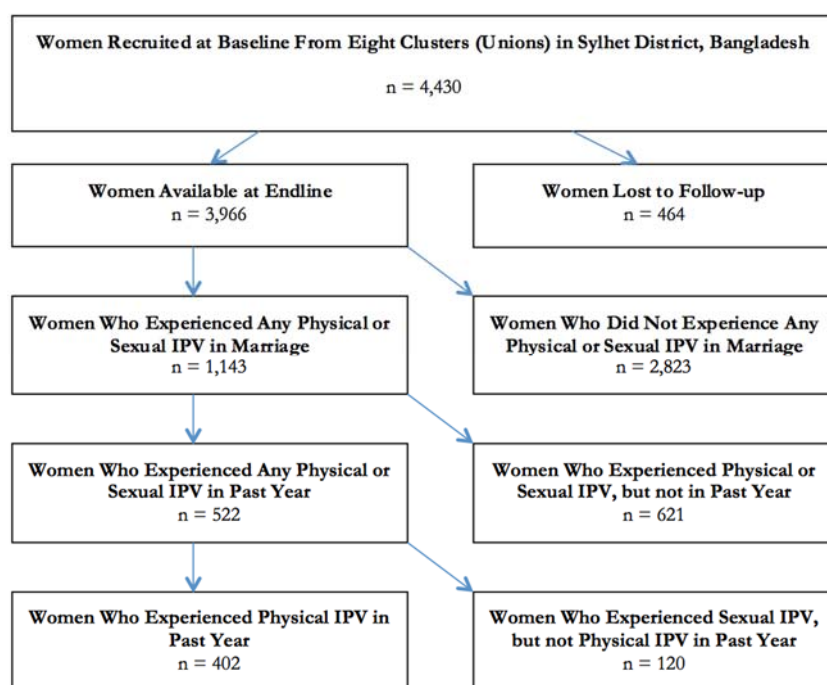 Women Recruited at Baseline From Eight Clusters (Unions) in Sylhet District, Bangladesh
n = 4,430
Women Available at Endline
n = 3,966
Women Lost to Follow-up
n = 464
Women Who Experienced Any Physical or
Sexual IPV in Marriage
n = 1,143
Women Who Did Not Experience Any
Physical or Sexual IPV in Marriage
n = 2,823
Women Who Experienced Any Physical or
Sexual IPV in Past Year
n = 522
Women Who Experienced Physical or
Sexual IPV, but not in Past Year
n = 621
Women Who Experienced Physical IPV in
Past Year
n = 402
Women Who Experienced Sexual IPV,
but not Physical IPV in Past Year
n = 120